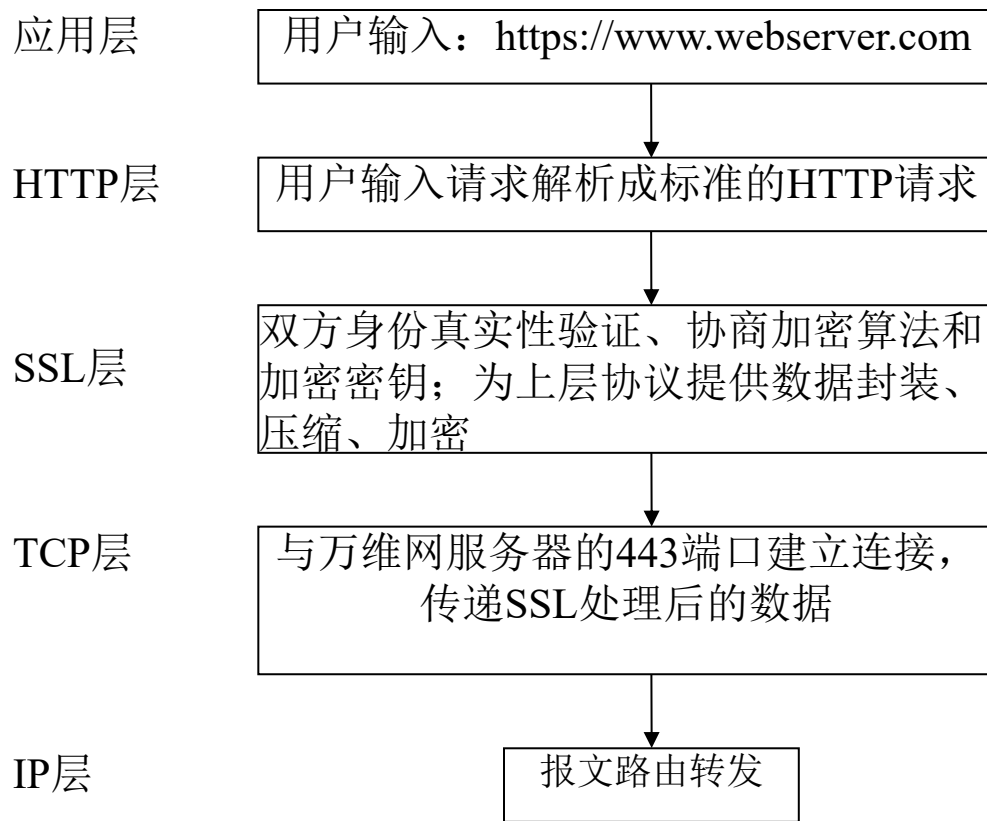 应用层
用户输入：https://www.webserver.com
HTTP层
用户输入请求解析成标准的HTTP请求
SSL层
双方身份真实性验证、协商加密算法和
加密密钥；为上层协议提供数据封装、
压缩、加密
TCP层
与万维网服务器的443端口建立连接，
传递SSL处理后的数据
IP层
报文路由转发